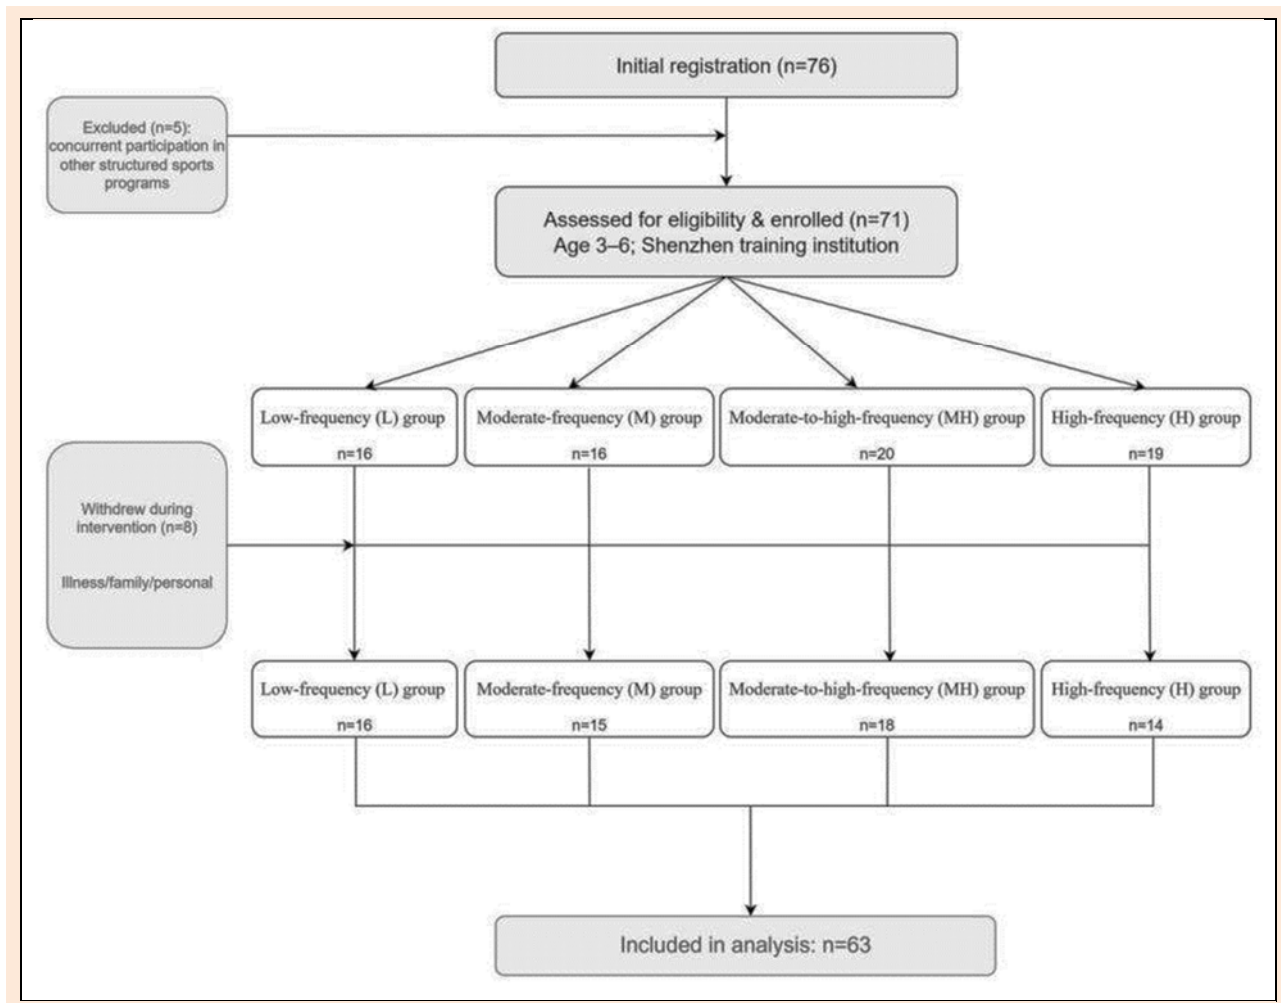 Initial registration (n=76)
Excluded (n=5):
concurrent participation in
other structured sports
programs
Assessed for eligibility & enrolled (n=71)
Age 3–6; Shenzhen training institution
Low-frequency (L) group
n=16
Moderate-frequency (M) group
n=16
Moderate-to-high-frequency (MH) group
n=20
High-frequency (H) group
n=19
Withdrew during
intervention (n=8)
Illness/family/personal
Low-frequency (L) group
n=16
Moderate-frequency (M) group
n=15
Moderate-to-high-frequency (MH) group
n=18
High-frequency (H) group
n=14
Included in analysis: n=63